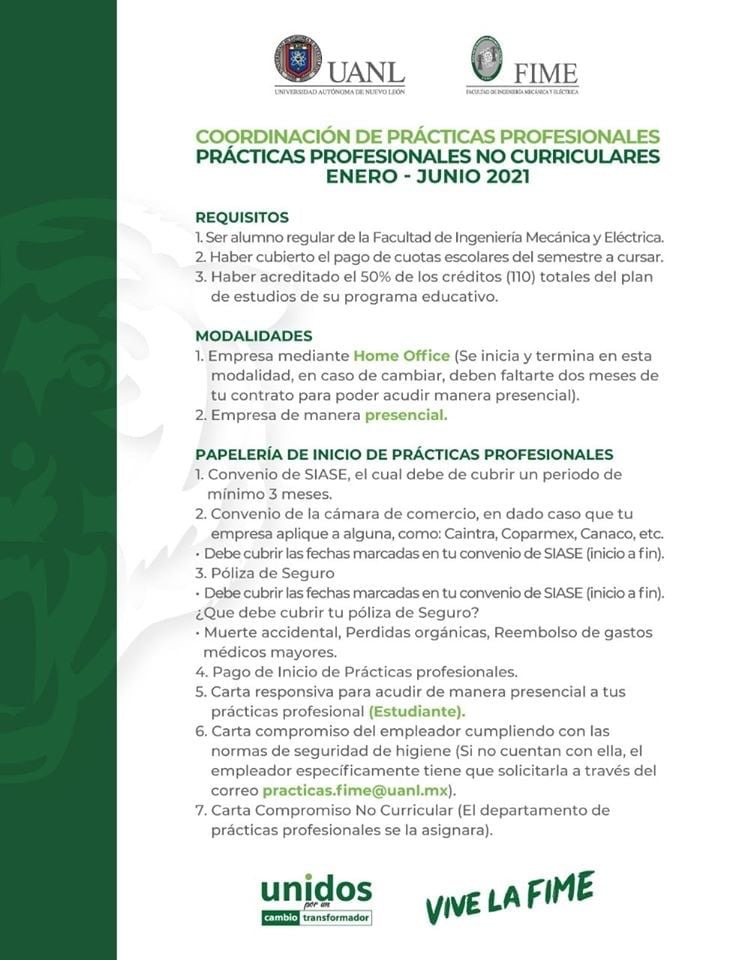 UANL
UNIVERSIDAD AUTÓNOMA DE NUEVO LEÓN
FIME
FACULTAD DE INGENIERÍA MECÁNICA Y ELÉCTRICA
COORDINACIÓN DE PRÁCTICAS PROFESIONALES
PRÁCTICAS PROFESIONALES NO CURRICULARES
ENERO - JUNIO 2021
REQUISITOS
1. Ser alumno regular de la Facultad de Ingeniería Mecánica y Eléctrica.
2. Haber cubierto el pago de cuotas escolares del semestre a cursar.
3. Haber acreditado el 50% de los créditos (110) totales del plan
de estudios de su programa educativo.
MODALIDADES
1. Empresa mediante Home Office (Se inicia y termina en esta
modalidad, en caso de cambiar, deben faltarte dos meses de
tu contrato para poder acudir manera presencial).
2. Empresa de manera presencial.
PAPELERÍA DE INICIO DE PRÁCTICAS PROFESIONALES
1. Convenio de SIASE, el cual debe de cubrir un periodo de
mínimo 3 meses.
2. Convenio de la cámara de comercio, en dado caso que tu
empresa aplique a alguna, como: Caintra, Coparmex, Canaco, etc.
• Debe cubrir las fechas marcadas en tu convenio de SIASE (inicio a fin).
3. Póliza de Seguro
• Debe cubrir las fechas marcadas en tu convenio de SIASE (inicio a fin).
¿Que debe cubrir tu póliza de Seguro?
• Muerte accidental, Perdidas orgánicas, Reembolso de gastos
médicos mayores.
4. Pago de Inicio de Prácticas profesionales.
5. Carta responsiva para acudir de manera presencial a tus
prácticas profesional (Estudiante).
6. Carta compromiso del empleador cumpliendo con las
normas de seguridad de higiene (Si no cuentan con ella, el
empleador específicamente tiene que solicitarla a través del
correo practicas.fime@uanl.mx).
7. Carta Compromiso No Curricular (El departamento de
prácticas profesionales se la asignara).
unidos
por un
cambio transformador
VIVE LA FIME